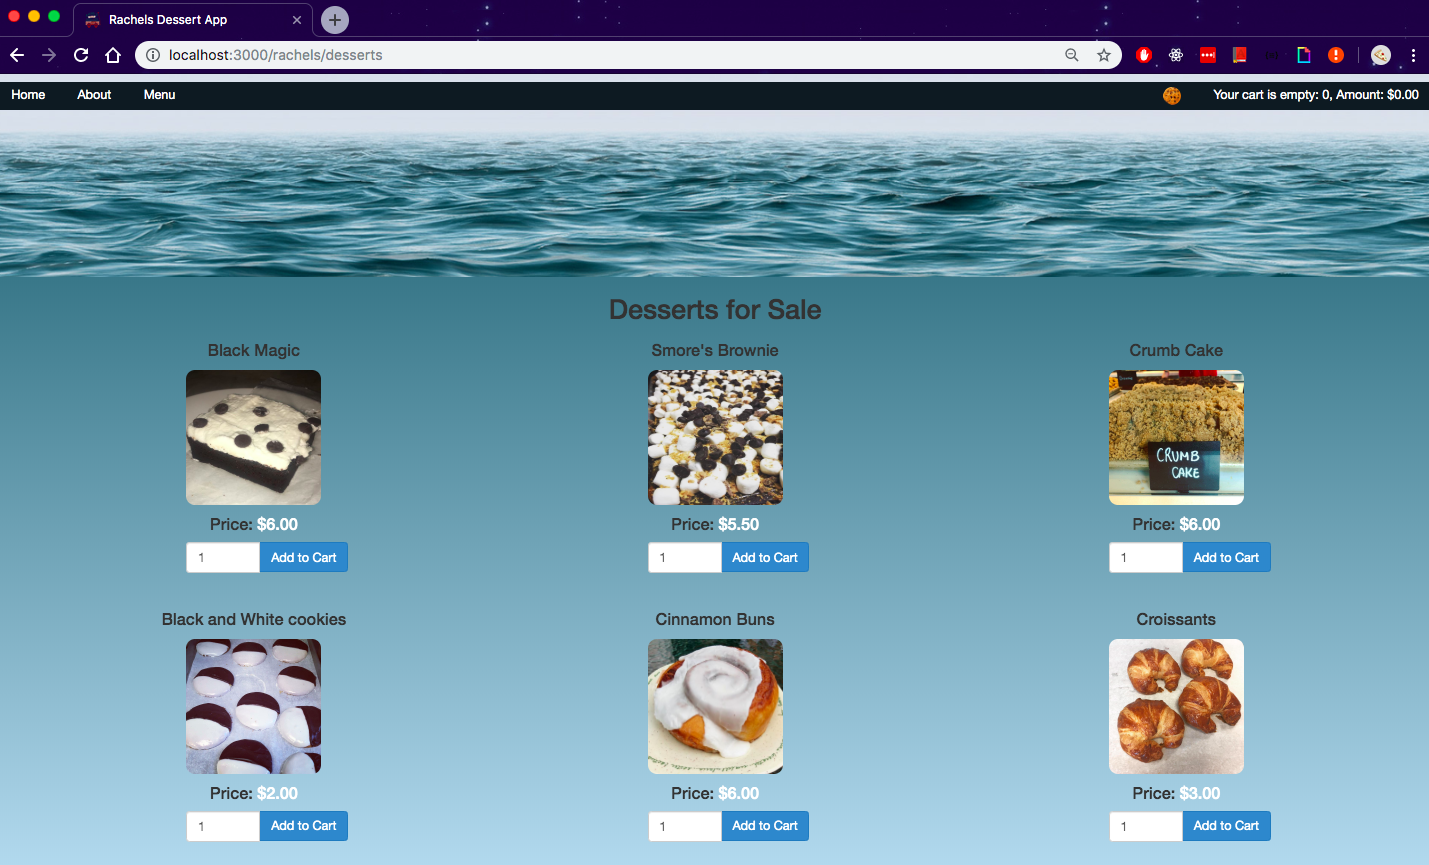 Rachels Dessert App
localhost:3000/rachels/desserts
Home About Menu Your cart is empty: 0, Amount: $0.00
Desserts for Sale
Black Magic Smore's Brownie Crumb Cake
CRUMB
CAKE
Price: $6.00 Price: $5.50 Price: $6.00
1 Add to Cart 1 Add to Cart 1 Add to Cart
Black and White cookies Cinnamon Buns Croissants
Price: $2.00 Price: $6.00 Price: $3.00
1 Add to Cart 1 Add to Cart 1 Add to Cart